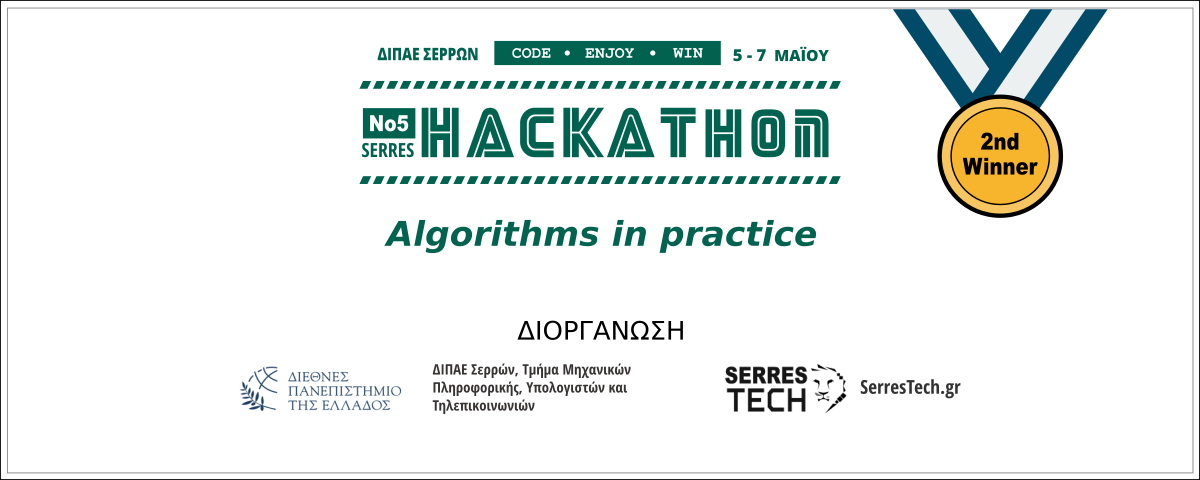 ΔΙΠΑΕ ΣΕΡΡΩΝ
CODE • ENJOY • WIN
5 - 7 ΜΑΪΟΥ
No5
SERRES
HACKATHON
2nd
Winner
Algorithms in practice
ΔΙΟΡΓΑΝΩΣΗ
ΔΙΕΘΝΕΣ
ΠΑΝΕΠΙΣΤΗΜΙΟ
ΤΗΣ ΕΛΛΑΔΟΣ
ΔΙΠΑΕ Σερρών, Τμήμα Μηχανικών
Πληροφορικής, Υπολογιστών και
Τηλεπικοινωνιών
SERRES
TECH
SerresTech.gr